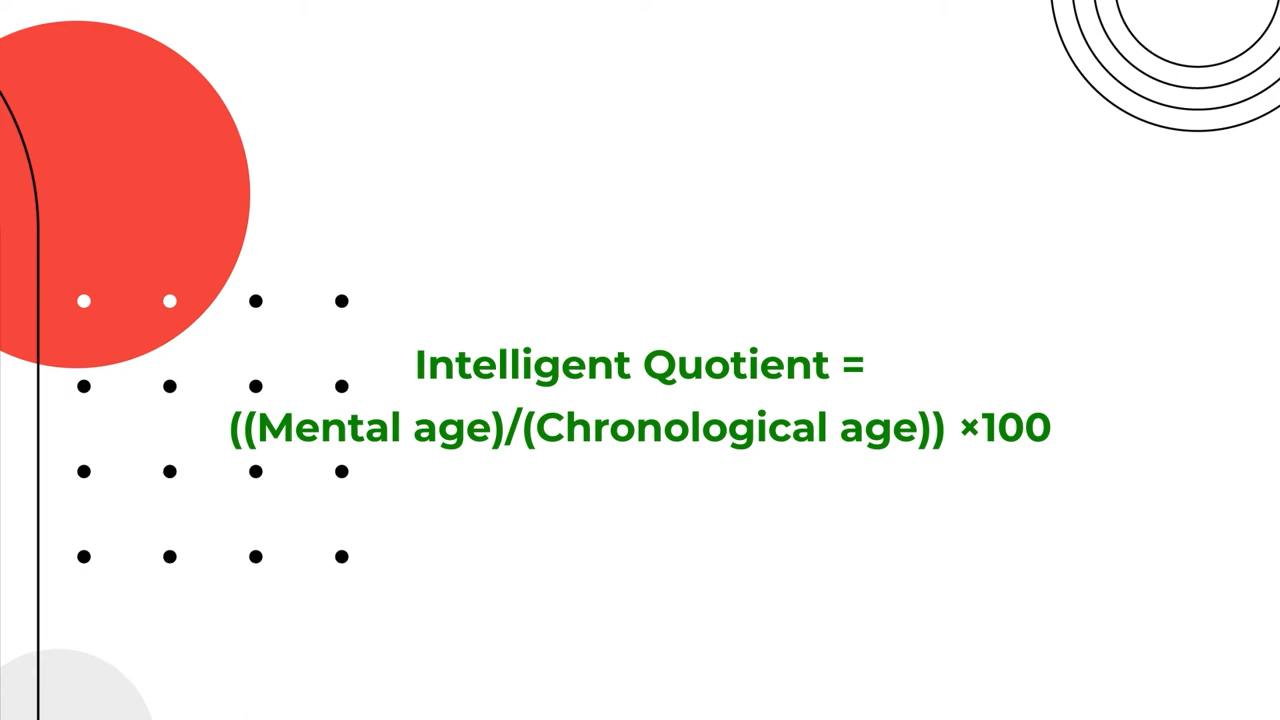 Intelligent Quotient =
((Mental age)/(Chronological age)) ×100